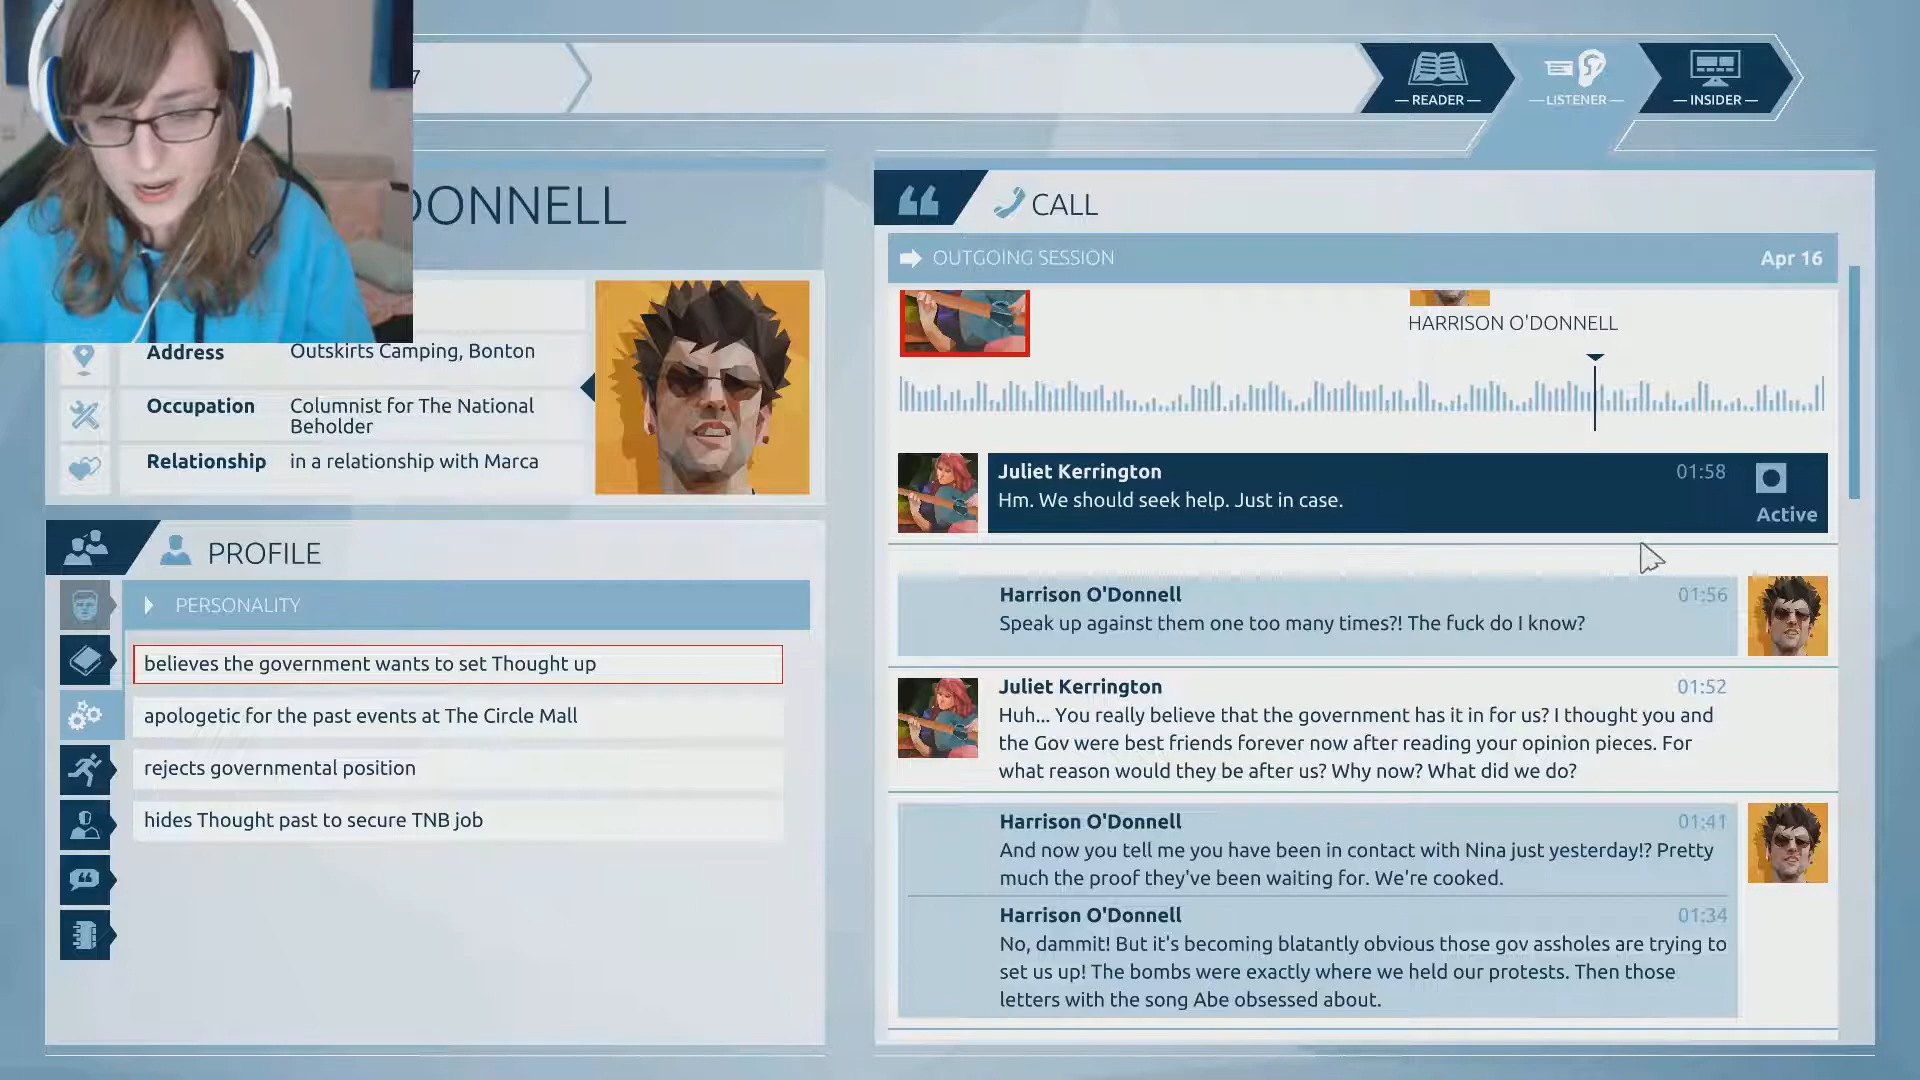 7
READER
LISTENER
INSIDER
DONNELL
Address
Outskirts Camping, Bonton
Occupation
Columnist for The National
Beholder
Relationship
in a relationship with Marca
PROFILE
PERSONALITY
believes the government wants to set Thought up
apologetic for the past events at The Circle Mall
rejects governmental position
hides Thought past to secure TNB job
CALL
OUTGOING SESSION
Apr 16
HARRISON O'DONNELL
Juliet Kerrington
01:58
Hm. We should seek help. Just in case.
Active
Harrison O'Donnell
01:56
Speak up against them one too many times?! The fuck do I know?
Juliet Kerrington
01:52
Huh... You really believe that the government has it in for us? I thought you and
the Gov were best friends forever now after reading your opinion pieces. For
what reason would they be after us? Why now? What did we do?
Harrison O'Donnell
01:41
And now you tell me you have been in contact with Nina just yesterday!? Pretty
much the proof they've been waiting for. We're cooked.
Harrison O'Donnell
01:34
No, dammit! But it's becoming blatantly obvious those gov assholes are trying to
set us up! The bombs were exactly where we held our protests. Then those
letters with the song Abe obsessed about.